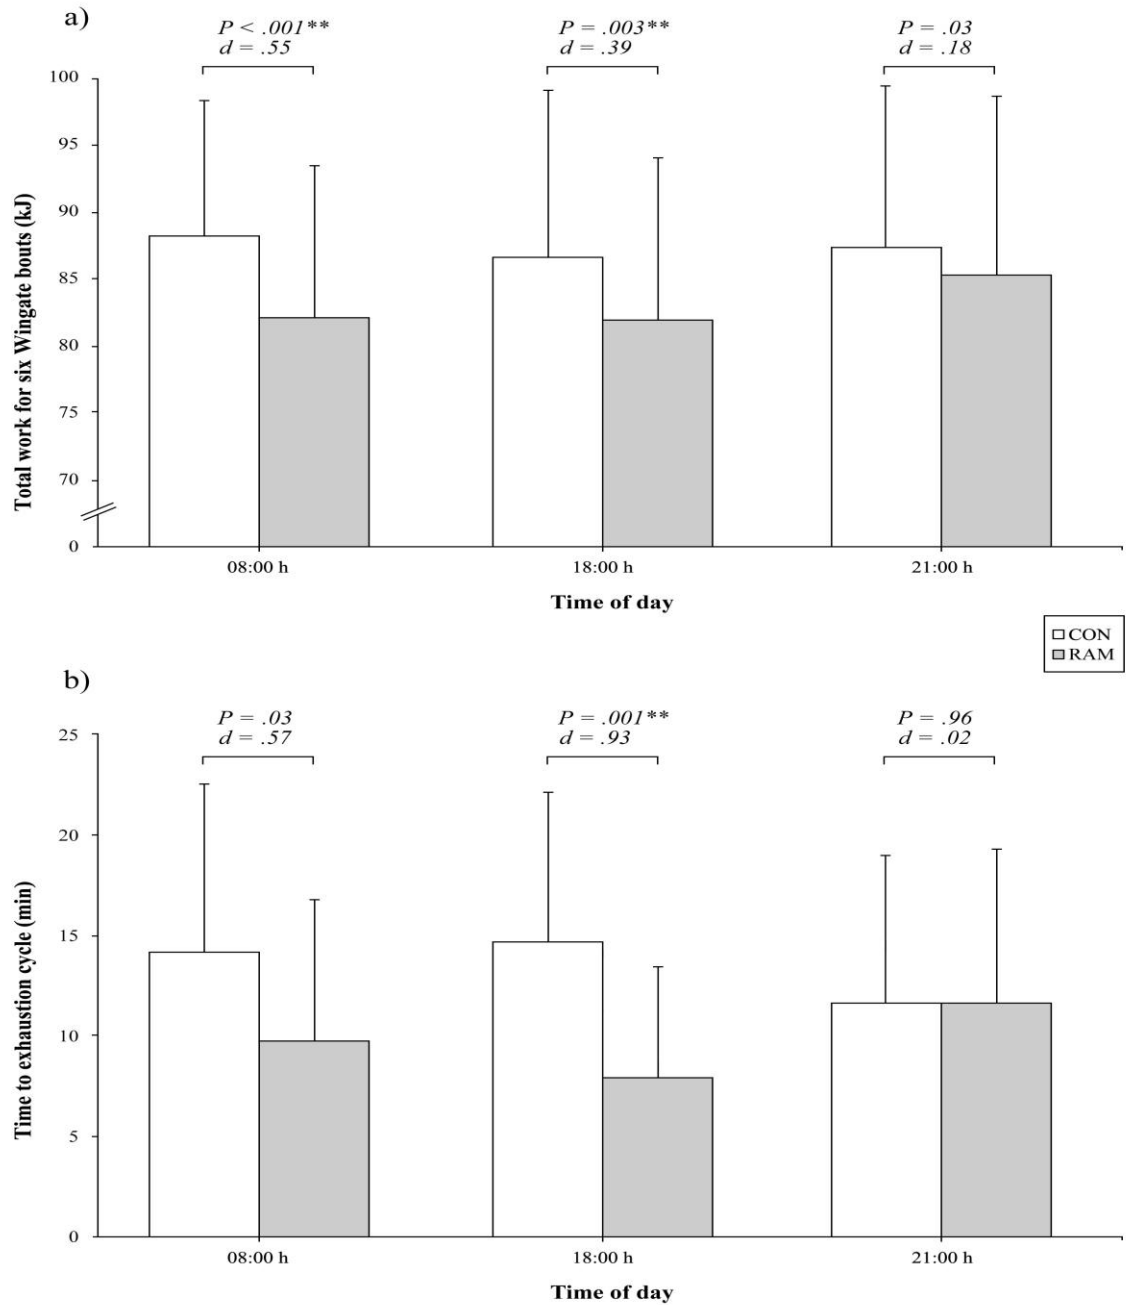 a)
P < .001**
d = .55
P = .003**
d = .39
P = .03
d = .18
Total work for six Wingate bouts (kJ)
100
95
90
85
80
75
70
0
08:00 h
18:00 h
21:00 h
Time of day
CON
RAM
b)
P = .03
d = .57
P = .001**
d = .93
P = .96
d = .02
Time to exhaustion cycle (min)
25
20
15
10
5
0
08:00 h
18:00 h
21:00 h
Time of day